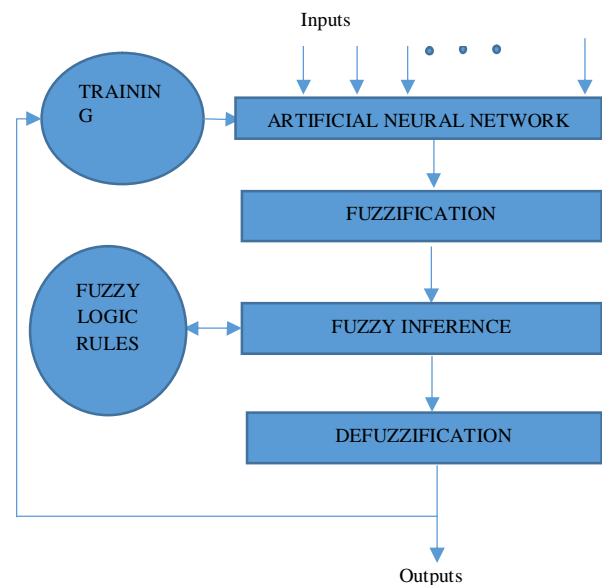 Inputs
TRAININ
G
ARTIFICIAL NEURAL NETWORK
FUZZIFICATION
FUZZY
LOGIC
RULES
FUZZY INFERENCE
DEFUZZIFICATION
Outputs